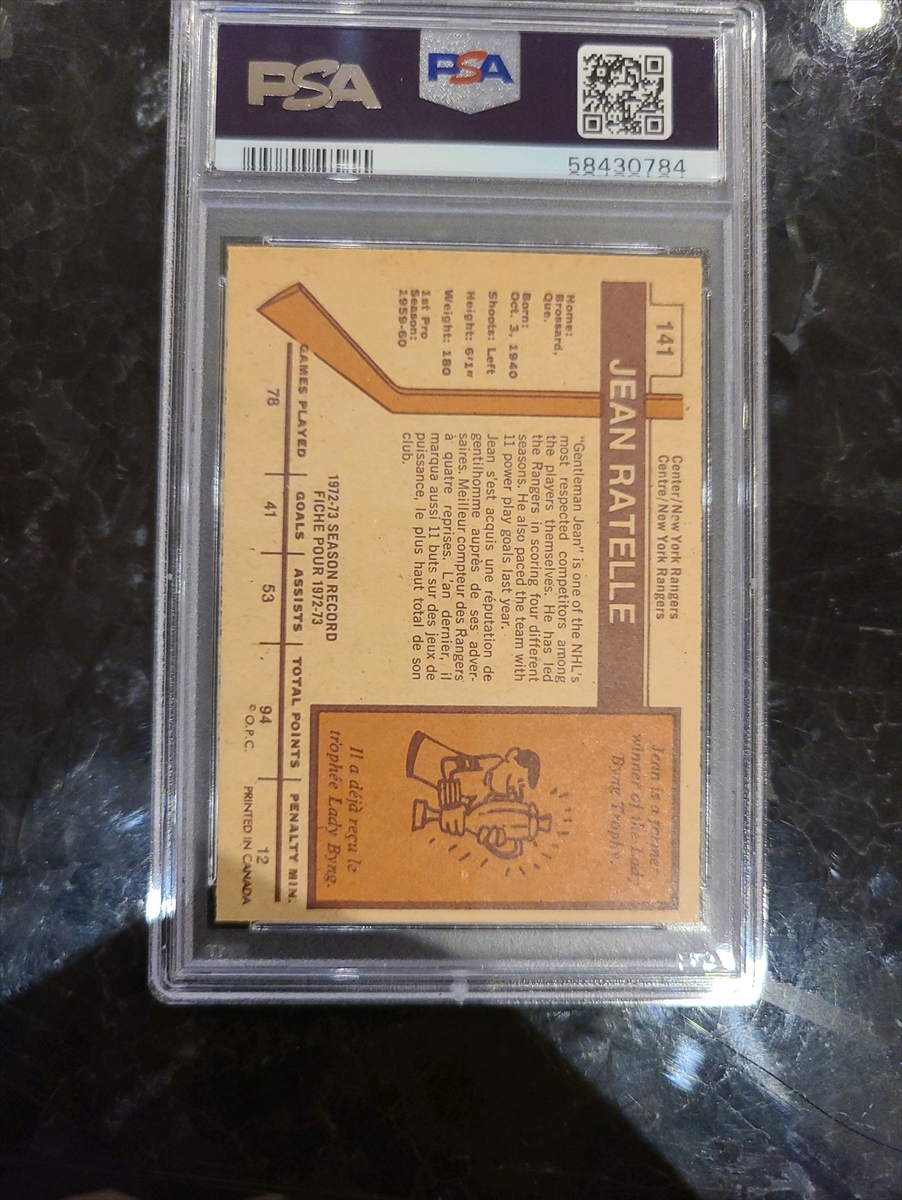 PSA
PSA
58430784
141
Center/New York Rangers
Centre/New York Rangers
JEAN RATELLE
Home:
Brossard,
Que.
Born:
Oct. 3, 1940
Shoots: Left
Height: 6'1"
Weight: 180
1st Pro
Season:
1959-60
"Gentleman Jean" is one of the NHL's
most respected competitors among
the players themselves. He has led
the Rangers in scoring four different
seasons. He also paced the team with
11 power play goals last year.
Jean s'est acquis une réputation de
gentilhomme auprès de ses adver-
saires. Meilleur compteur des Rangers
à quatre reprises. L'an dernier, il
marqua aussi 11 buts sur des jeux de
puissance, le plus haut total de son
club.
Jean is a former
winner of the Lady
Byng Trophy.
Il a déjà reçu le
trophée Lady Byng.
1972-73 SEASON RECORD
FICHE POUR 1972-73
GAMES PLAYED GOALS ASSISTS TOTAL POINTS PENALTY MIN.
78 41 53 94 12
© O.P.C. PRINTED IN CANADA